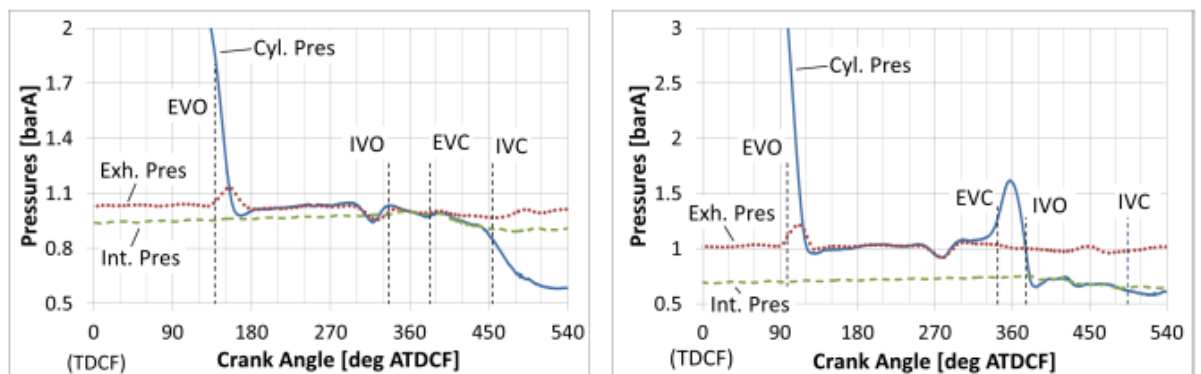 2
1.7
1.4
1.1
0.8
0.5
Pressures [barA]
Cyl. Pres
EVO
IVO
EVC
IVC
Exh. Pres
Int. Pres
0
90
180
270
360
450
540
(TDCF)
Crank Angle [deg ATDCF]
3
2.5
2
1.5
1
0.5
Pressures [barA]
Cyl. Pres
EVO
EVC
IVO
IVC
Exh. Pres
Int. Pres
0
90
180
270
360
450
540
(TDCF)
Crank Angle [deg ATDCF]